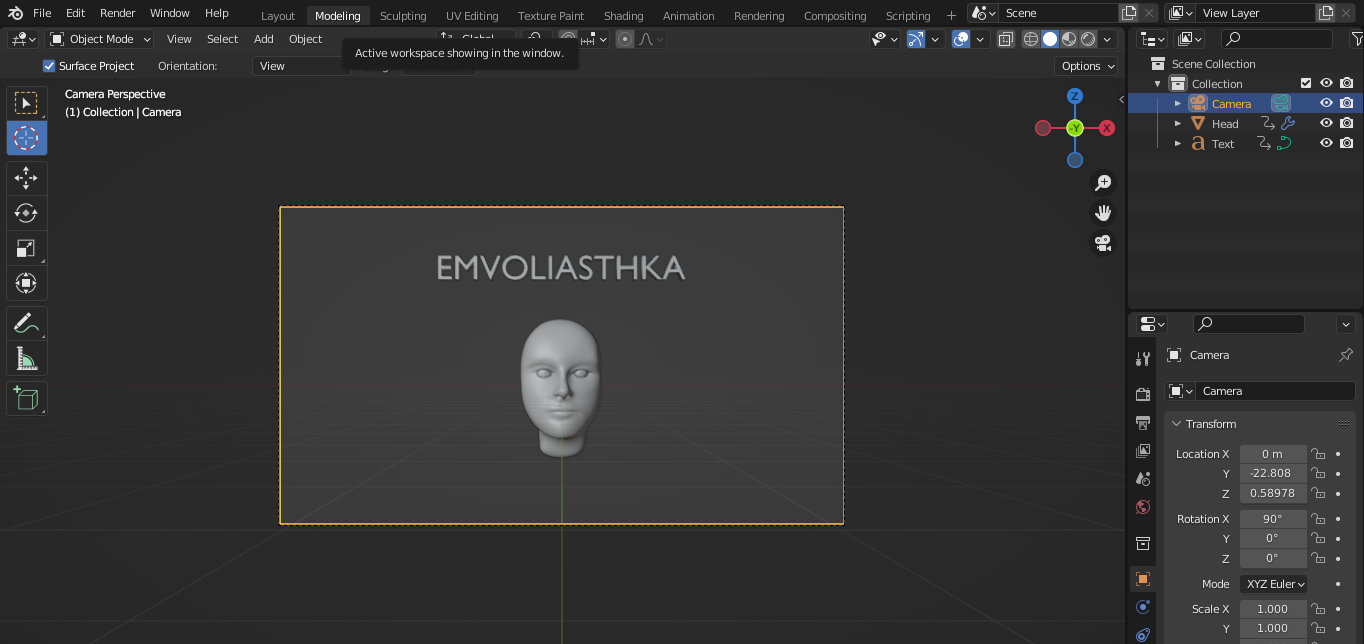 File Edit Render Window Help Layout Modeling Sculpting UV Editing Texture Paint Shading Animation Rendering Compositing Scripting + Scene View Layer
Object Mode View Select Add Object Global
Active workspace showing in the window.
Surface Project Orientation: View Options
Camera Perspective
(1) Collection | Camera
Z
-Y
X
EMVOLIASTHKA
Scene Collection
Collection
Camera
Head
Text
Camera
Camera
Transform
Location X 0 m
Y -22.808
Z 0.58978
Rotation X 90°
Y 0°
Z 0°
Mode XYZ Euler
Scale X 1.000
Y 1.000